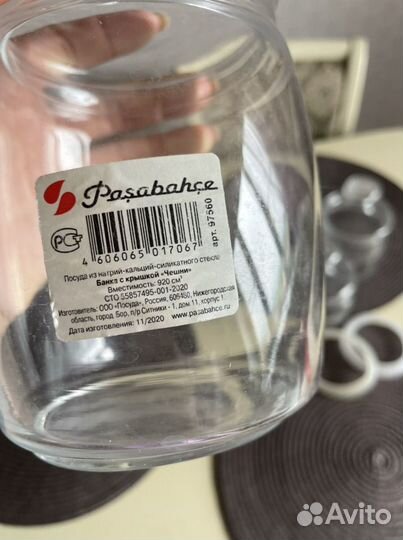 Paşabahçe
арт. 97560
4 606065 017067
Посуда из натрий-кальций-силикатного стекла
Банка с крышкой «Чешни»
Вместимость: 920 см³
СТО 55857495-001-2020
Изготовитель: ООО «Посуда», Россия, 606450, Нижегородская
область, город. Бор, п/р Ситники - 1, дом 11, корпус 1
Дата изготовления: 11/2020 www.pasabahce.ru
Avito